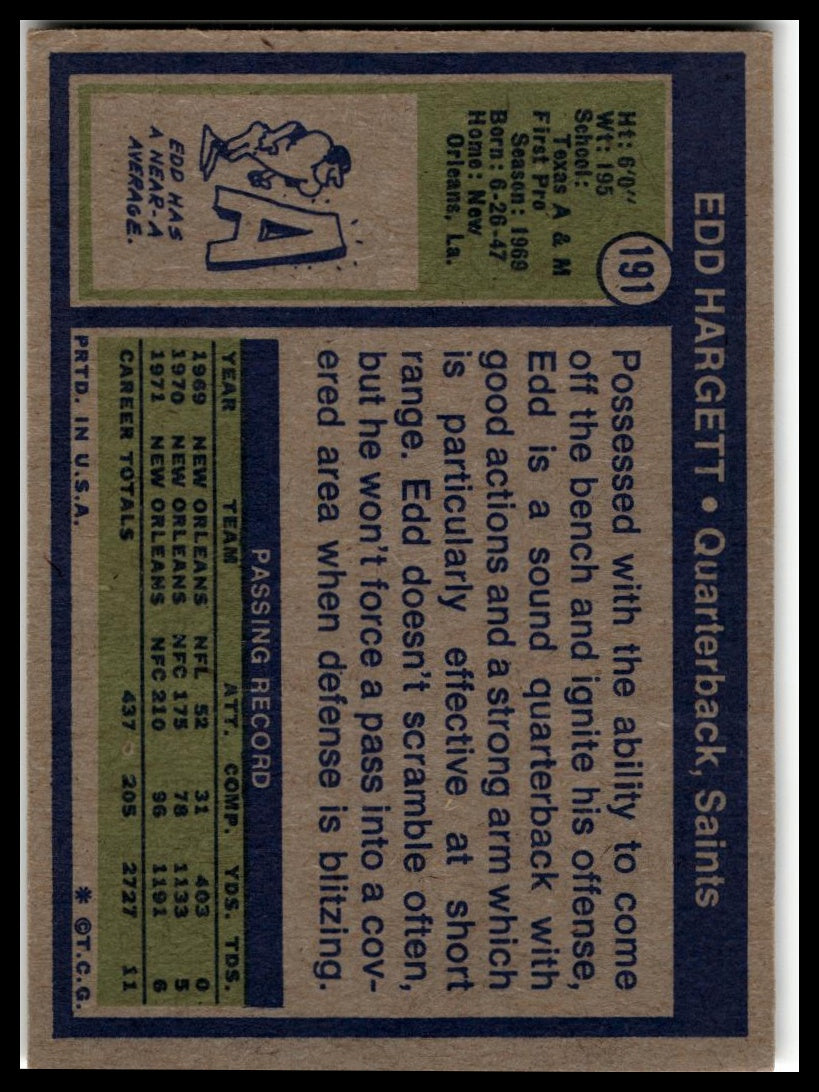 EDD HARGETT • Quarterback, Saints
191
Ht: 6'0"
Wt: 195
School:
Texas A & M
First Pro
Season: 1969
Born: 6-26-47
Home: New
Orleans, La.
A
EDD HAS
A NEAR-A
AVERAGE.
Possessed with the ability to come
off the bench and ignite his offense,
Edd is a sound quarterback with
good actions and a strong arm which
is particularly effective at short
range. Edd doesn't scramble often,
but he won't force a pass into a cov-
ered area when defense is blitzing.
PASSING RECORD
YEAR TEAM ATT. COMP. YDS. TDS.
1969 NEW ORLEANS NFL 52 31 403 0
1970 NEW ORLEANS NFC 175 78 1133 5
1971 NEW ORLEANS NFC 210 96 1191 6
CAREER TOTALS 437 205 2727 11
PRTD. IN U.S.A. * ©T.C.G.